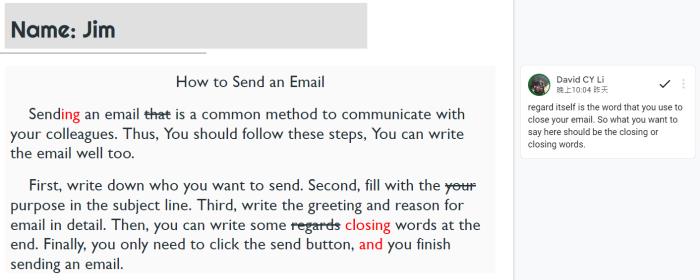 Name: Jim
How to Send an Email
Sending an email that is a common method to communicate with
your colleagues. Thus, You should follow these steps, You can write
the email well too.
First, write down who you want to send. Second, fill with the your
purpose in the subject line. Third, write the greeting and reason for
email in detail. Then, you can write some regards closing words at the
end. Finally, you only need to click the send button, and you finish
sending an email.
David CY Li
晚上10:04 昨天
regard itself is the word that you use to
close your email. So what you want to
say here should be the closing or
closing words.